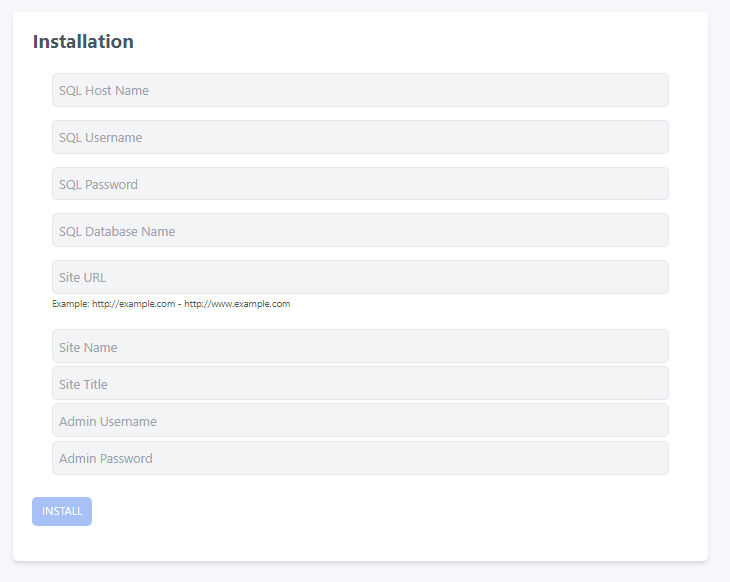 Installation
SQL Host Name
SQL Username
SQL Password
SQL Database Name
Site URL
Example: http://example.com - http://www.example.com
Site Name
Site Title
Admin Username
Admin Password
INSTALL